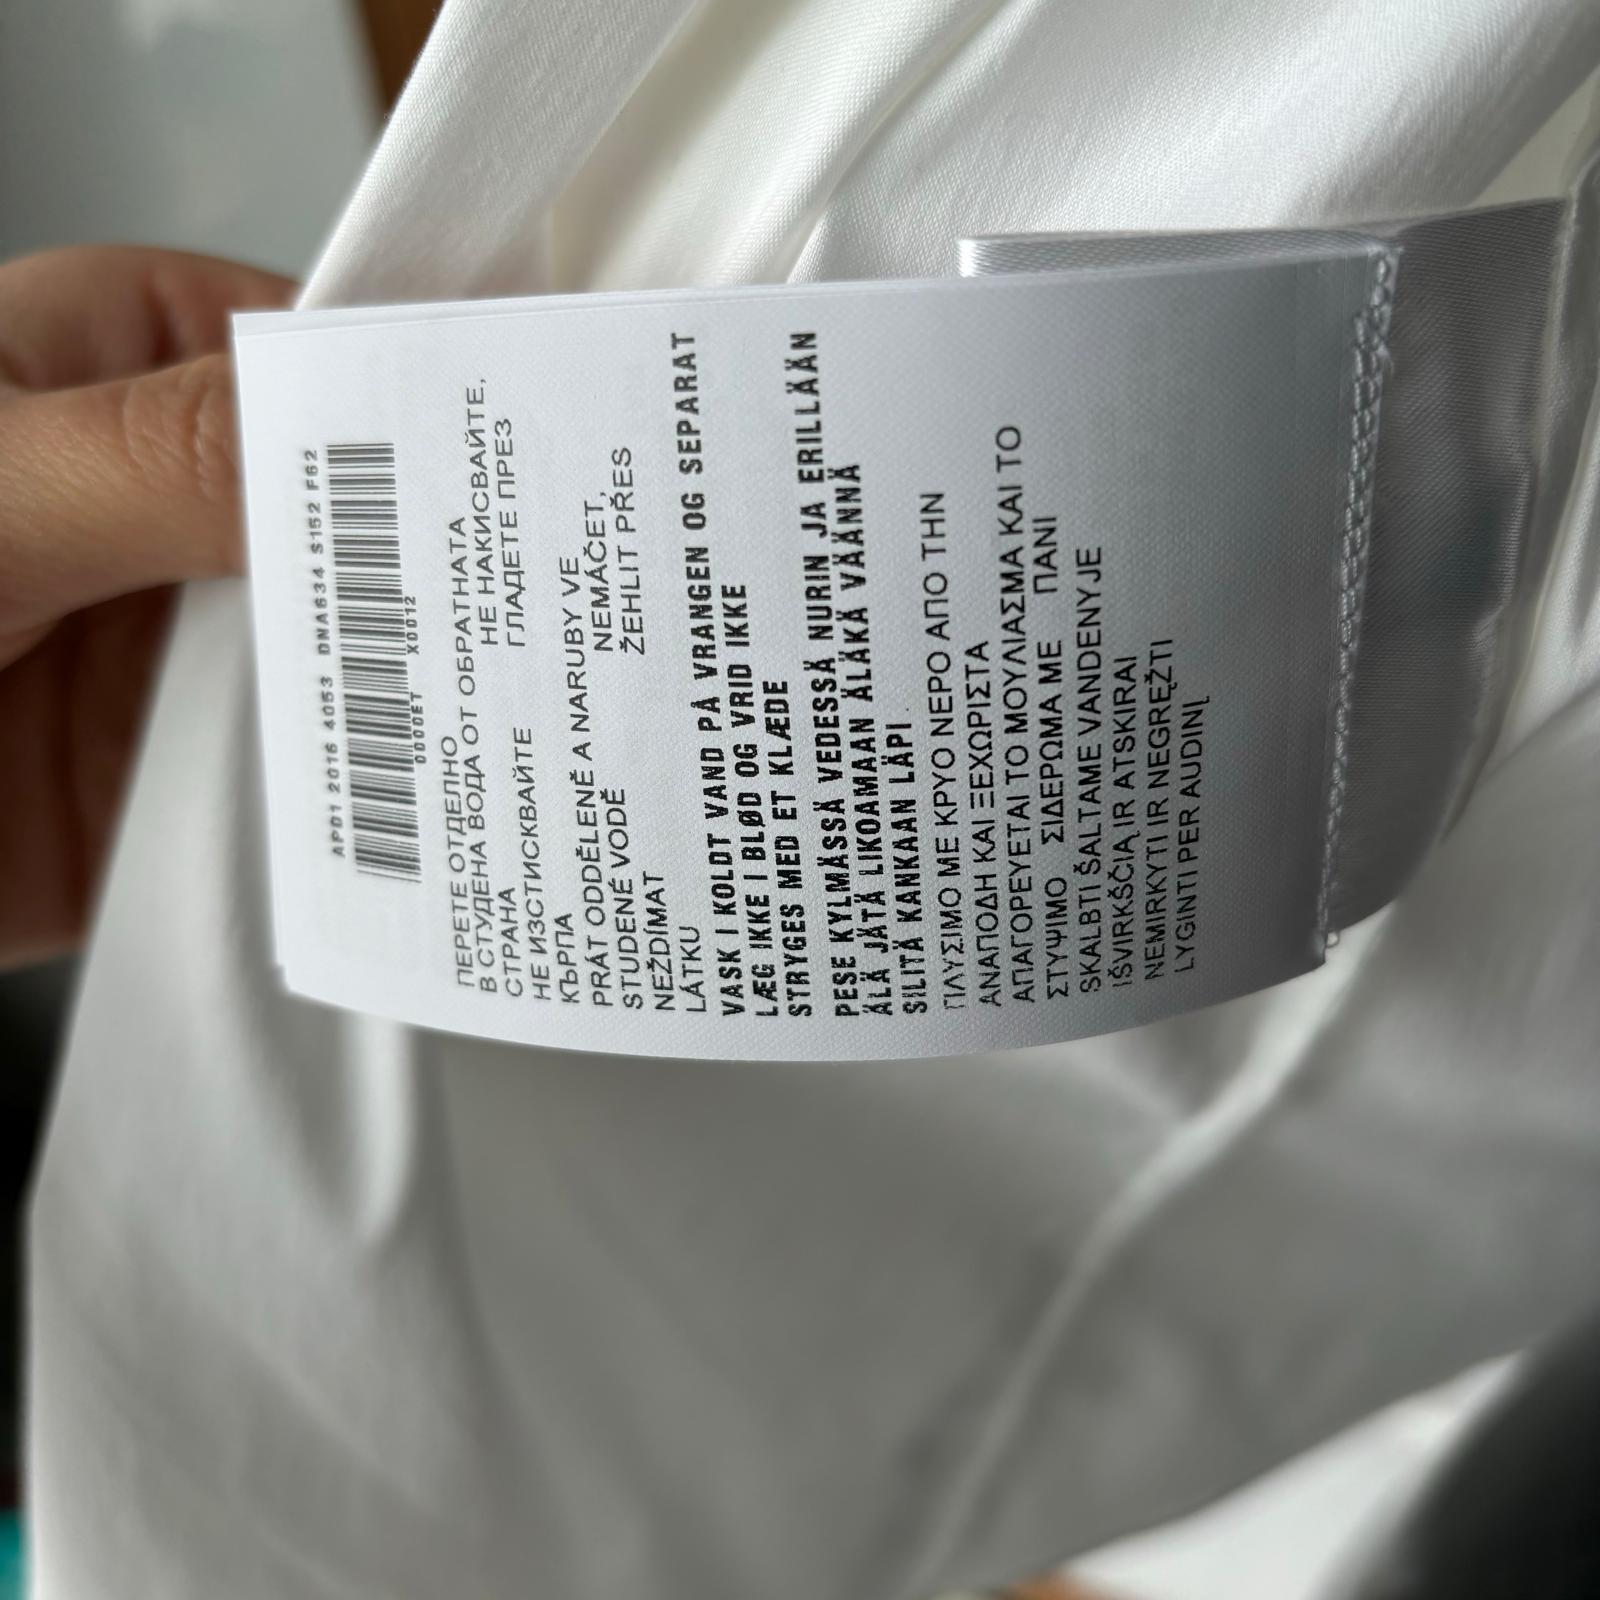 AP01 2016 4053 DNA634 S152 F62
0000ET X0012
ПЕРЕТЕ ОТДЕЛНО
В СТУДЕНА ВОДА ОТ ОБРАТНАТА
СТРАНА НЕ НАКИСВАЙТЕ,
НЕ ИЗСТИСКВАЙТЕ ГЛАДЕТЕ ПРЕЗ
КЪРПА
PRÁT ODDĚLENĚ A NARUBY VE
STUDENÉ VODĚ NEMÁČET,
NEŽDÍMAT ŽEHLIT PŘES
LÁTKU
VASK I KOLDT VAND PÅ VRANGEN OG SEPARAT
LÆG IKKE I BLØD OG VRID IKKE
STRYGES MED ET KLÆDE
PESE KYLMÄSSÄ VEDESSÄ NURIN JA ERILLÄÄN
ÄLÄ JÄTÄ LIKOAMAAN ÄLÄKÄ VÄÄNNÄ
SILITÄ KANKAAN LÄPI
ΠΛΥΣΙΜΟ ΜΕ ΚΡΥΟ ΝΕΡΟ ΑΠΟ ΤΗΝ
ΑΝΑΠΟΔΗ ΚΑΙ ΞΕΧΩΡΙΣΤΑ
ΑΠΑΓΟΡΕΥΕΤΑΙ ΤΟ ΜΟΥΛΙΑΣΜΑ ΚΑΙ ΤΟ
ΣΤΥΨΙΜΟ ΣΙΔΕΡΩΜΑ ΜΕ ΠΑΝΙ
SKALBTI ŠALTAME VANDENYJE
IŠVIRKŠČIĄ IR ATSKIRAI
NEMIRKYTI IR NEGRĘŽTI
LYGINTI PER AUDINĮ